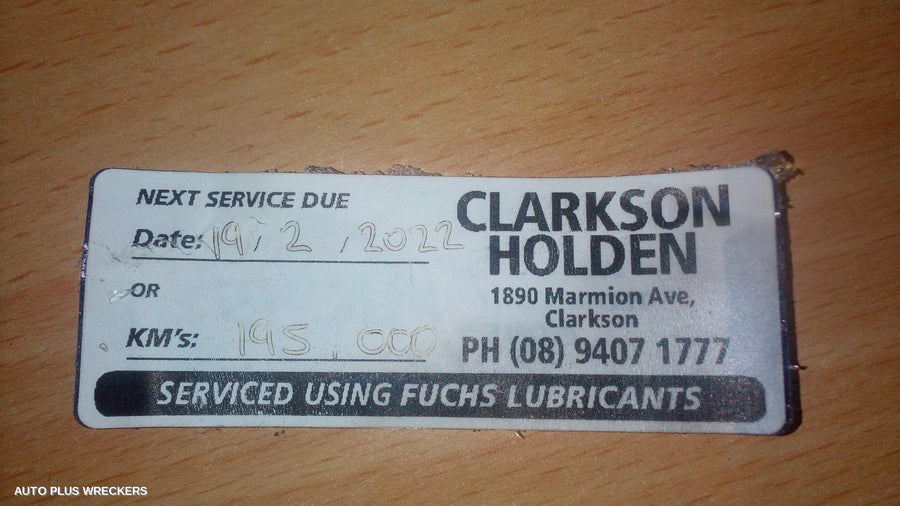 NEXT SERVICE DUE
Date: 19, 2, 2022
OR
KM's: 195,000
CLARKSON
HOLDEN
1890 Marmion Ave,
Clarkson
PH (08) 9407 1777
SERVICED USING FUCHS LUBRICANTS
AUTO PLUS WRECKERS